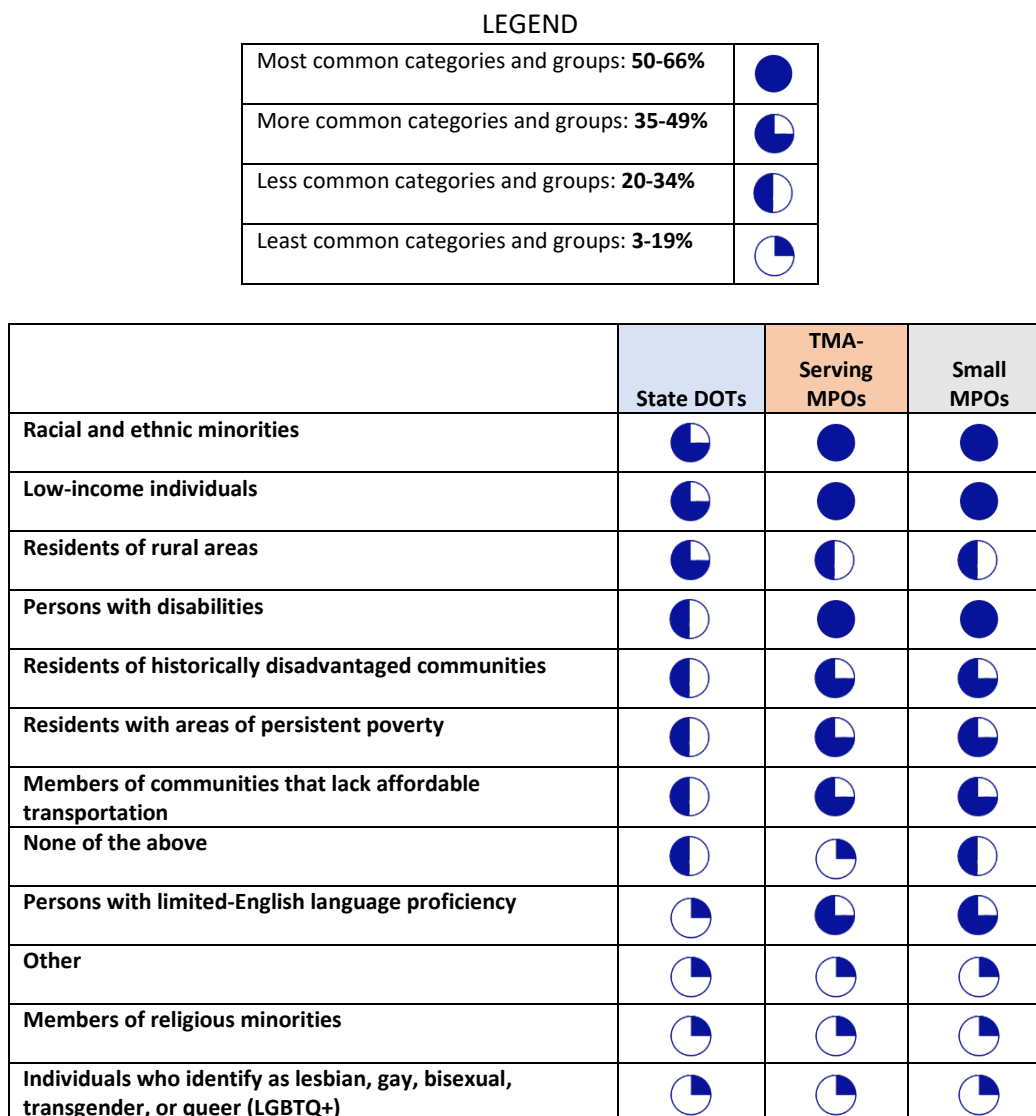 LEGEND
Most common categories and groups: 50-66%
More common categories and groups: 35-49%
Less common categories and groups: 20-34%
Least common categories and groups: 3-19%
State DOTs
TMA-
Serving
MPOs
Small
MPOs
Racial and ethnic minorities
Low-income individuals
Residents of rural areas
Persons with disabilities
Residents of historically disadvantaged communities
Residents with areas of persistent poverty
Members of communities that lack affordable
transportation
None of the above
Persons with limited-English language proficiency
Other
Members of religious minorities
Individuals who identify as lesbian, gay, bisexual,
transgender, or queer (LGBTQ+)